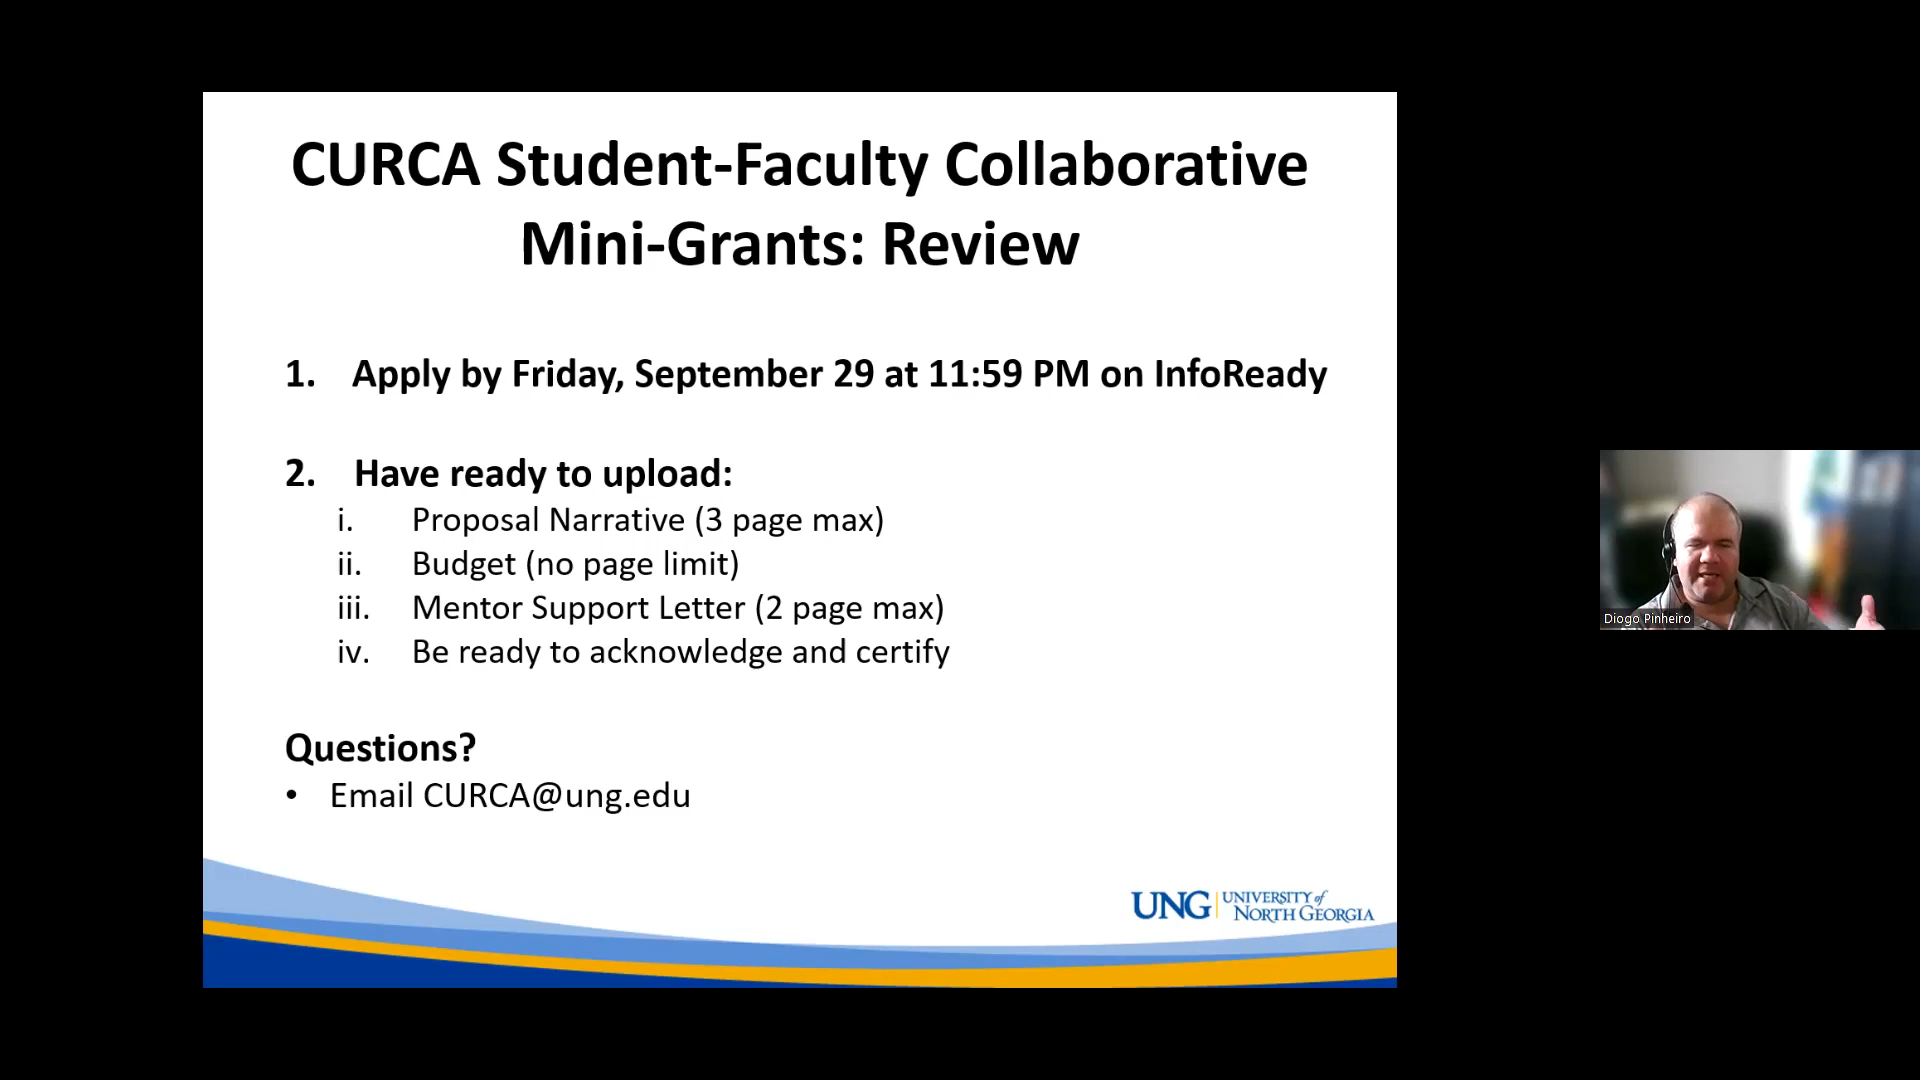 CURCA Student-Faculty Collaborative
Mini-Grants: Review
1. Apply by Friday, September 29 at 11:59 PM on InfoReady
2. Have ready to upload:
i. Proposal Narrative (3 page max)
ii. Budget (no page limit)
iii. Mentor Support Letter (2 page max)
iv. Be ready to acknowledge and certify
Questions?
• Email CURCA@ung.edu
UNG | UNIVERSITY of
NORTH GEORGIA
Diogo Pinheiro